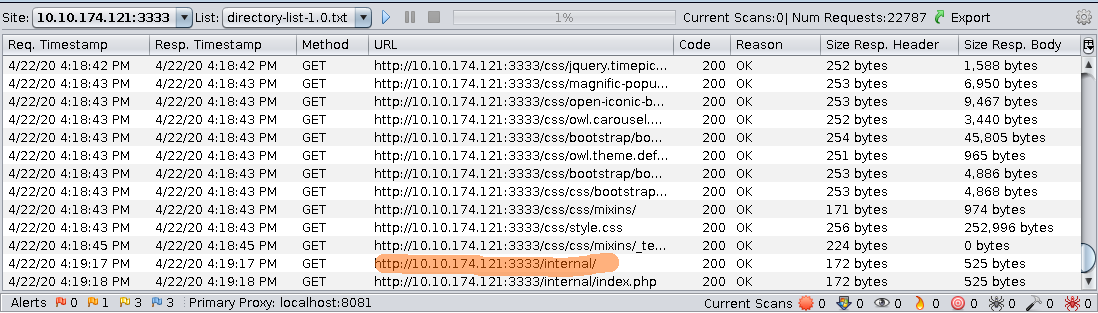 Site: 10.10.174.121:3333 List: directory-list-1.0.txt 1% Current Scans:0| Num Requests:22787 Export
Req. Timestamp Resp. Timestamp Method URL Code Reason Size Resp. Header Size Resp. Body
4/22/20 4:18:42 PM 4/22/20 4:18:42 PM GET http://10.10.174.121:3333/css/jquery.timepic... 200 OK 252 bytes 1,588 bytes
4/22/20 4:18:43 PM 4/22/20 4:18:43 PM GET http://10.10.174.121:3333/css/magnific-popu... 200 OK 253 bytes 6,950 bytes
4/22/20 4:18:43 PM 4/22/20 4:18:43 PM GET http://10.10.174.121:3333/css/open-iconic-b... 200 OK 253 bytes 9,467 bytes
4/22/20 4:18:43 PM 4/22/20 4:18:43 PM GET http://10.10.174.121:3333/css/owl.carousel.... 200 OK 252 bytes 3,440 bytes
4/22/20 4:18:43 PM 4/22/20 4:18:43 PM GET http://10.10.174.121:3333/css/bootstrap/bo... 200 OK 254 bytes 45,805 bytes
4/22/20 4:18:43 PM 4/22/20 4:18:43 PM GET http://10.10.174.121:3333/css/owl.theme.def... 200 OK 251 bytes 965 bytes
4/22/20 4:18:43 PM 4/22/20 4:18:43 PM GET http://10.10.174.121:3333/css/bootstrap/bo... 200 OK 253 bytes 4,886 bytes
4/22/20 4:18:43 PM 4/22/20 4:18:43 PM GET http://10.10.174.121:3333/css/css/bootstrap... 200 OK 253 bytes 4,868 bytes
4/22/20 4:18:43 PM 4/22/20 4:18:43 PM GET http://10.10.174.121:3333/css/css/mixins/ 200 OK 171 bytes 974 bytes
4/22/20 4:18:43 PM 4/22/20 4:18:43 PM GET http://10.10.174.121:3333/css/style.css 200 OK 256 bytes 252,996 bytes
4/22/20 4:18:45 PM 4/22/20 4:18:45 PM GET http://10.10.174.121:3333/css/css/mixins/_te... 200 OK 224 bytes 0 bytes
4/22/20 4:19:17 PM 4/22/20 4:19:17 PM GET http://10.10.174.121:3333/internal/ 200 OK 172 bytes 525 bytes
4/22/20 4:19:18 PM 4/22/20 4:19:18 PM GET http://10.10.174.121:3333/internal/index.php 200 OK 172 bytes 525 bytes
Alerts 0 1 3 3 Primary Proxy: localhost:8081 Current Scans 0 0 0 0 0 0 0 0